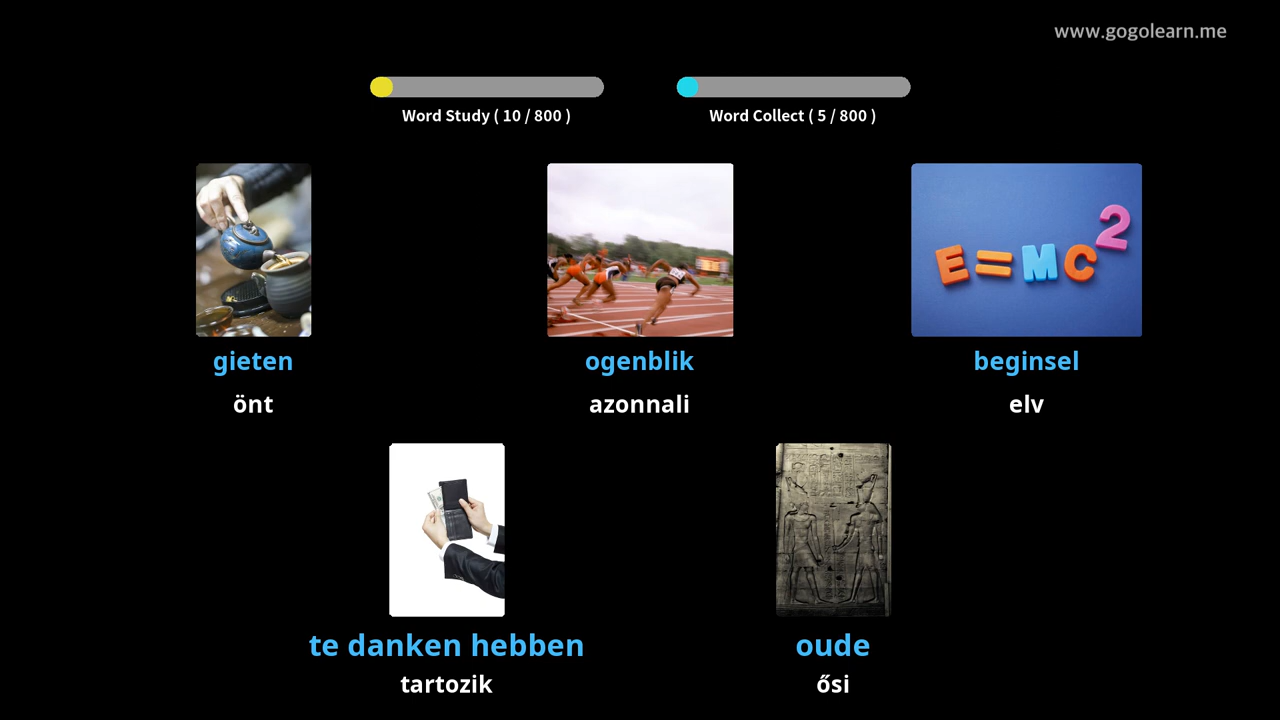 www.gogolearn.me
Word Study ( 10 / 800 )
Word Collect ( 5 / 800 )
E=MC2
gieten
önt
ogenblik
azonnali
beginsel
elv
te danken hebben
tartozik
oude
ősi